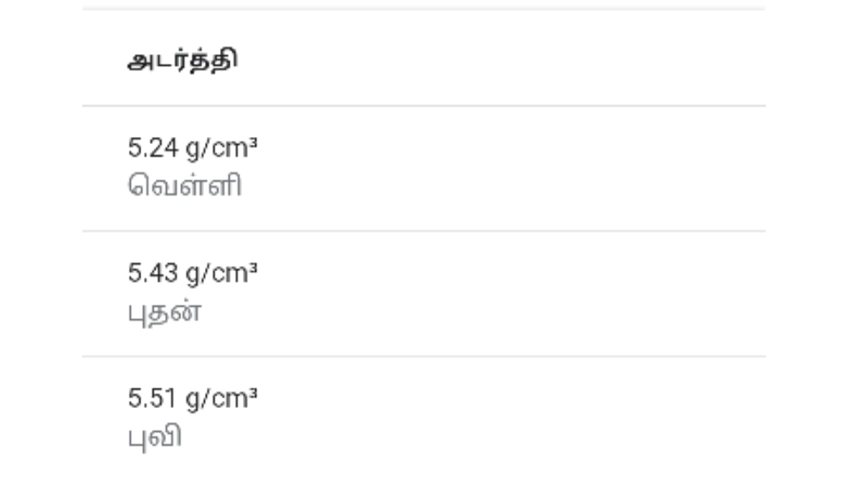 அடர்த்தி
5.24 g/cm³
வெள்ளி
5.43 g/cm³
புதன்
5.51 g/cm³
புவி